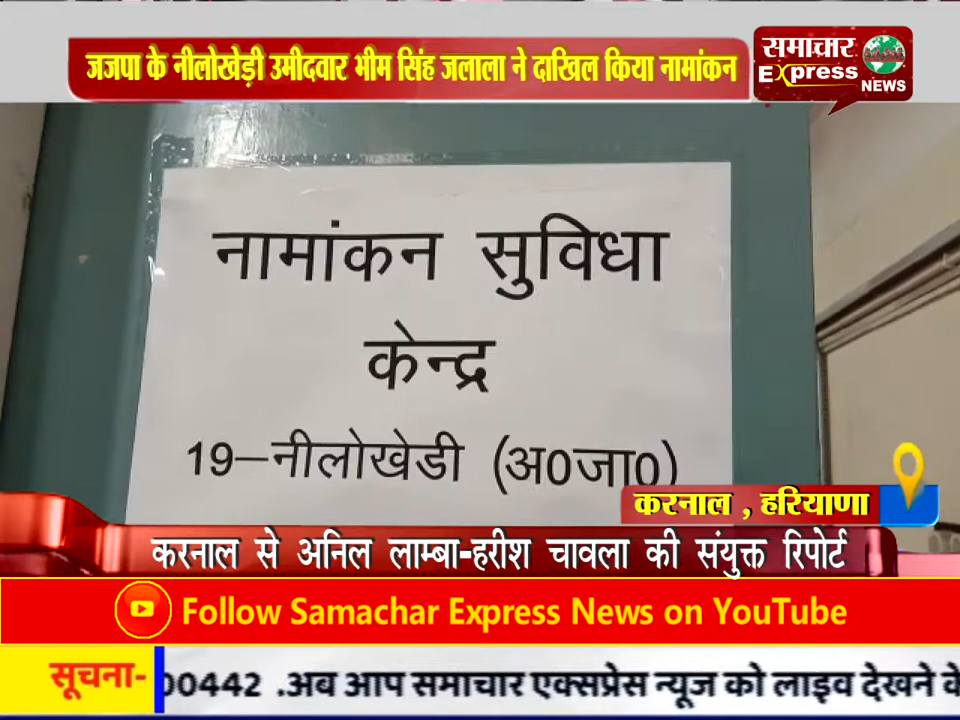 जजपा के नीलोखेड़ी उमीदवार भीम सिंह जलाला ने दाखिल किया नामांकन
समाचार
Express
NEWS
नामांकन सुविधा
केन्द्र
19-नीलोखेडी (अ0जा0)
करनाल , हरियाणा
करनाल से अनिल लाम्बा-हरीश चावला की संयुक्त रिपोर्ट
Follow Samachar Express News on YouTube
सूचना- 00442 .अब आप समाचार एक्सप्रेस न्यूज को लाइव देखने के